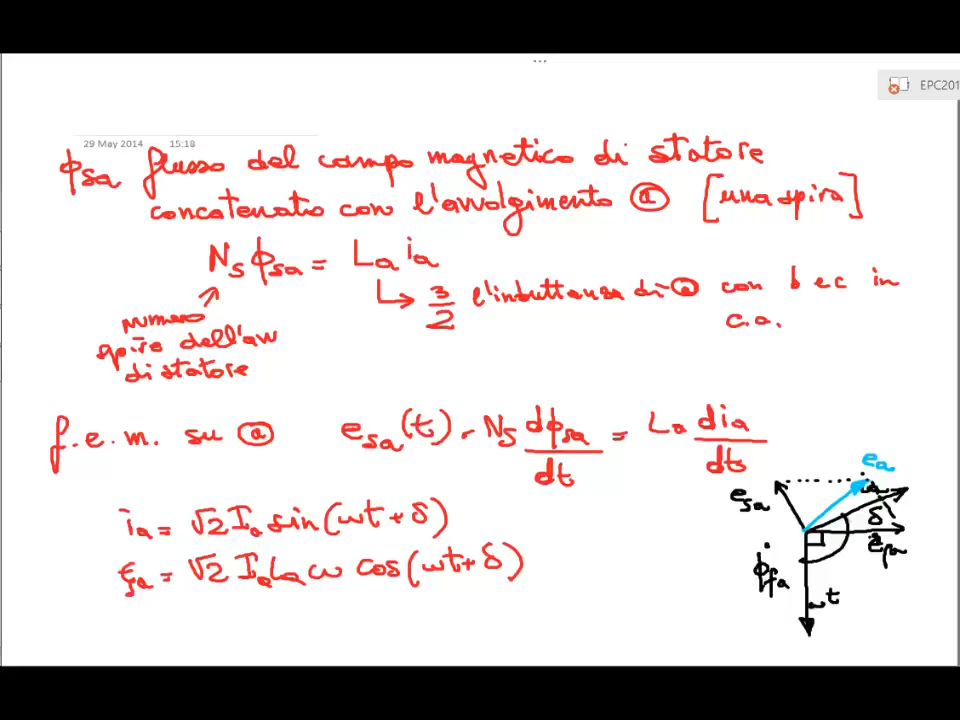 EPC201
29 May 2014 15:18
φsa flusso del campo magnetico di statore
concatenato con l'avvolgimento ⓐ [una spira]
Ns φsa = La ia
↳ 3/2 l'induttanza di ⓐ con b e c in
c.a.
numero
spire dell'avv
di statore
f.e.m. su ⓐ esa(t) = Ns dφsa/dt = La dia/dt
ia = √2 Ia sin(ωt + δ)
esa = √2 Ia La ω cos(ωt + δ)
ea
esa
ia
δ
φfa
ωt